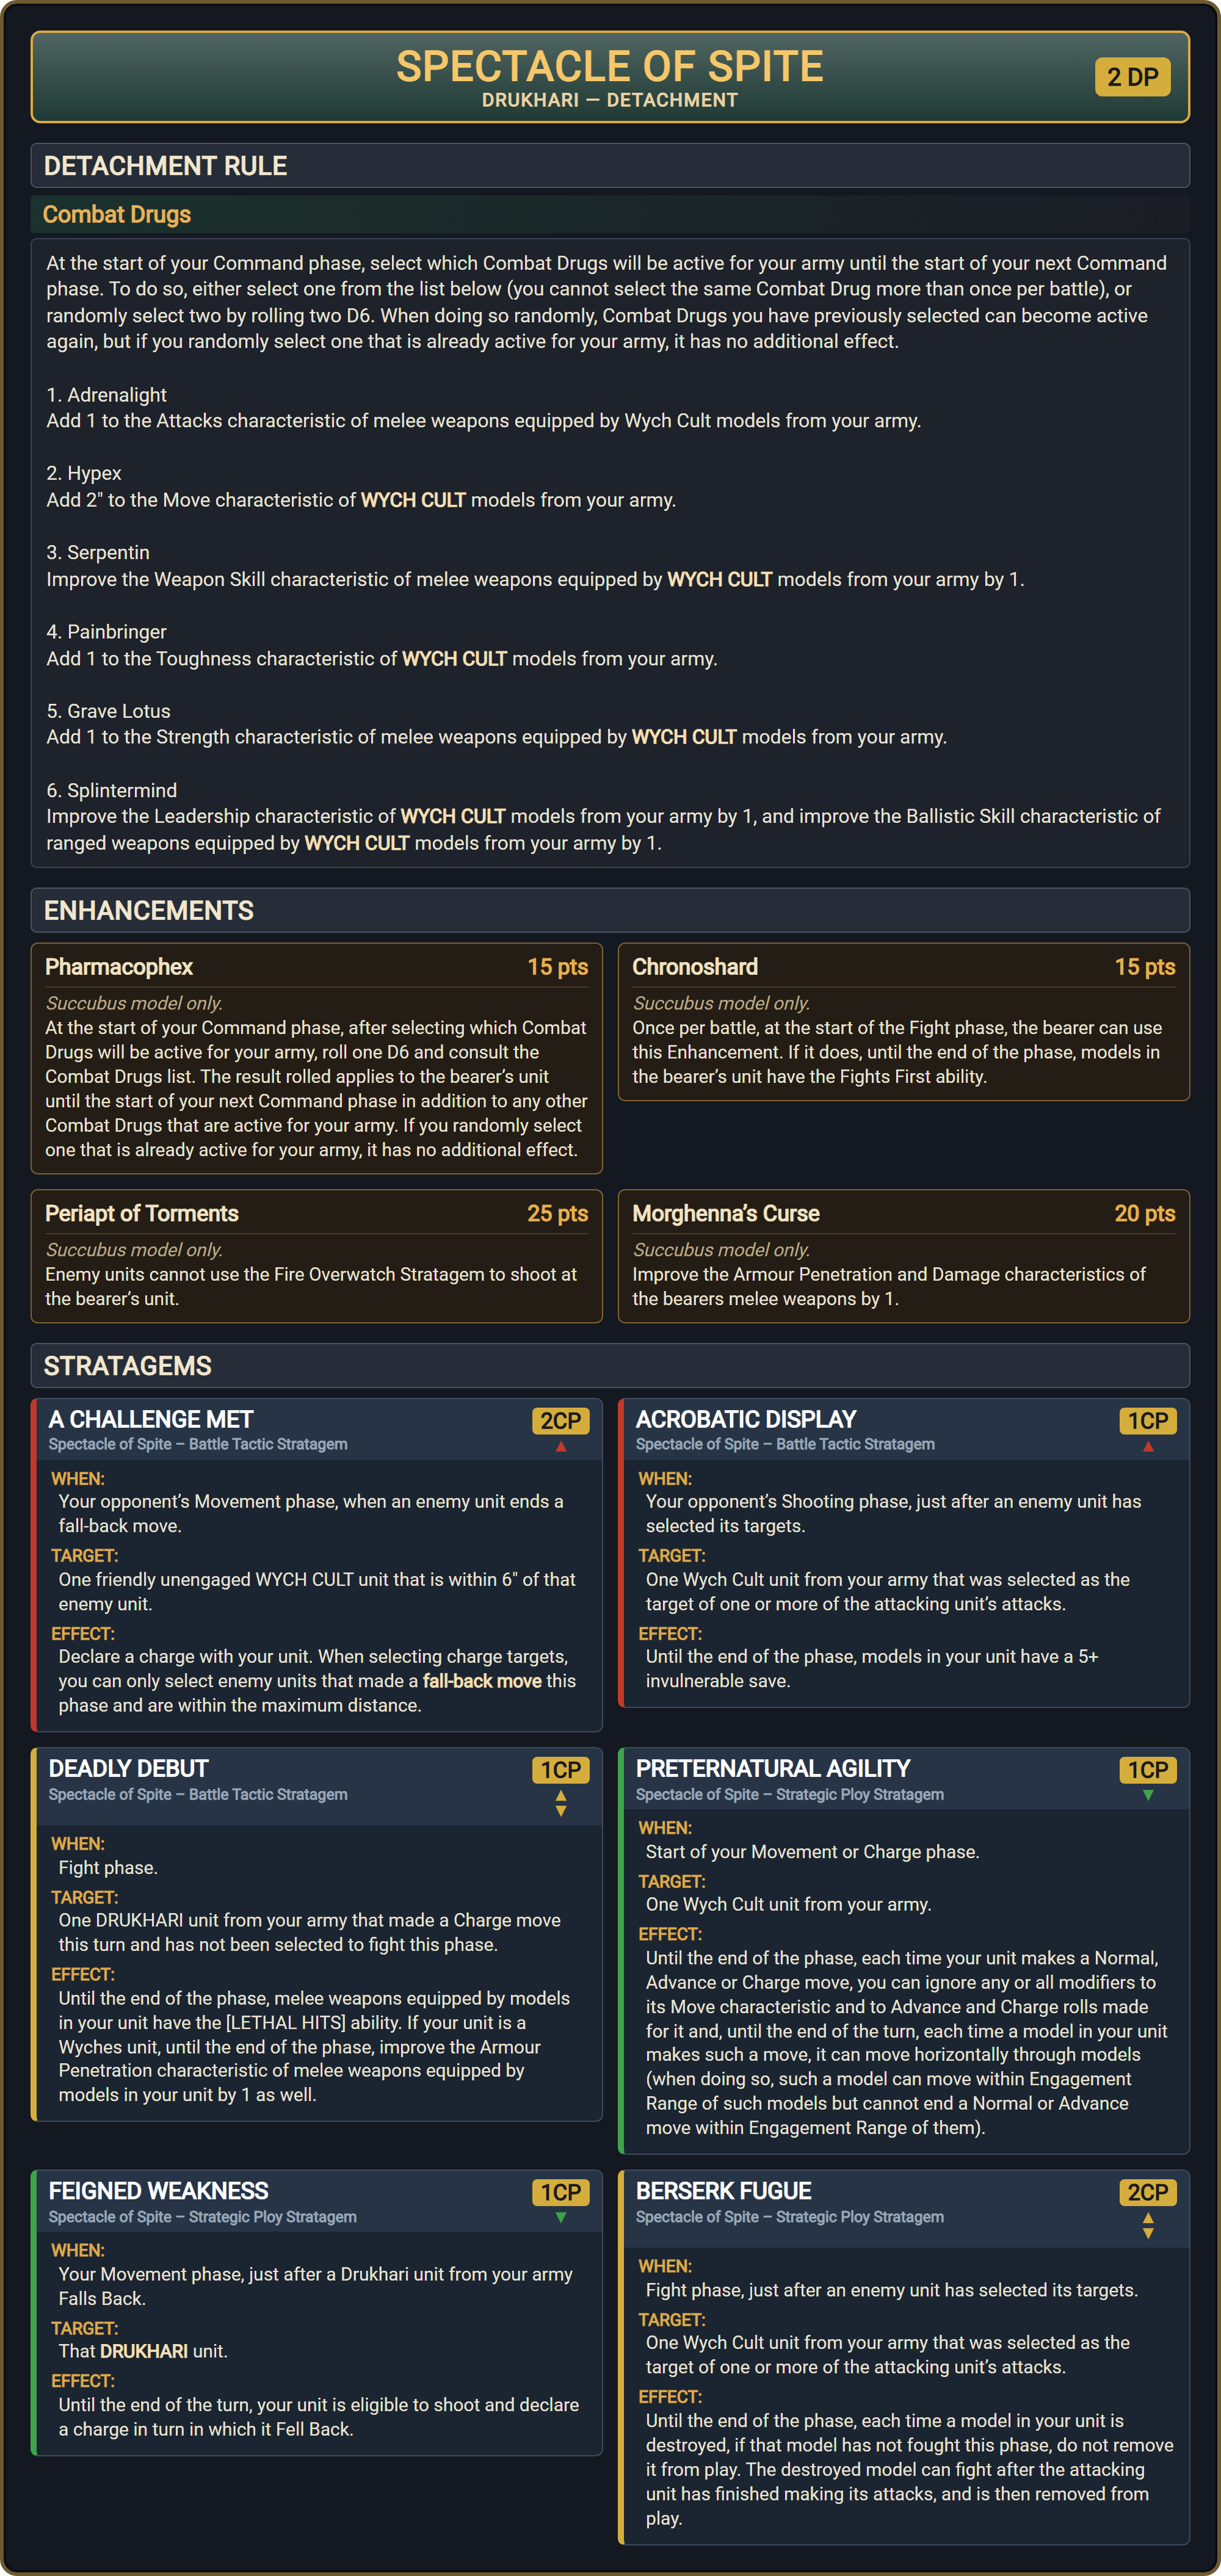 SPECTACLE OF SPITE
DRUKHARI — DETACHMENT
2 DP
DETACHMENT RULE
Combat Drugs
At the start of your Command phase, select which Combat Drugs will be active for your army until the start of your next Command
phase. To do so, either select one from the list below (you cannot select the same Combat Drug more than once per battle), or
randomly select two by rolling two D6. When doing so randomly, Combat Drugs you have previously selected can become active
again, but if you randomly select one that is already active for your army, it has no additional effect.
1. Adrenalight
Add 1 to the Attacks characteristic of melee weapons equipped by Wych Cult models from your army.
2. Hypex
Add 2" to the Move characteristic of WYCH CULT models from your army.
3. Serpentin
Improve the Weapon Skill characteristic of melee weapons equipped by WYCH CULT models from your army by 1.
4. Painbringer
Add 1 to the Toughness characteristic of WYCH CULT models from your army.
5. Grave Lotus
Add 1 to the Strength characteristic of melee weapons equipped by WYCH CULT models from your army.
6. Splintermind
Improve the Leadership characteristic of WYCH CULT models from your army by 1, and improve the Ballistic Skill characteristic of
ranged weapons equipped by WYCH CULT models from your army by 1.
ENHANCEMENTS
Pharmacophex 15 pts
Succubus model only.
At the start of your Command phase, after selecting which Combat
Drugs will be active for your army, roll one D6 and consult the
Combat Drugs list. The result rolled applies to the bearer’s unit
until the start of your next Command phase in addition to any other
Combat Drugs that are active for your army. If you randomly select
one that is already active for your army, it has no additional effect.
Chronoshard 15 pts
Succubus model only.
Once per battle, at the start of the Fight phase, the bearer can use
this Enhancement. If it does, until the end of the phase, models in
the bearer’s unit have the Fights First ability.
Periapt of Torments 25 pts
Succubus model only.
Enemy units cannot use the Fire Overwatch Stratagem to shoot at
the bearer’s unit.
Morghenna’s Curse 20 pts
Succubus model only.
Improve the Armour Penetration and Damage characteristics of
the bearers melee weapons by 1.
STRATAGEMS
A CHALLENGE MET 2CP
Spectacle of Spite – Battle Tactic Stratagem
WHEN:
Your opponent’s Movement phase, when an enemy unit ends a
fall-back move.
TARGET:
One friendly unengaged WYCH CULT unit that is within 6" of that
enemy unit.
EFFECT:
Declare a charge with your unit. When selecting charge targets,
you can only select enemy units that made a fall-back move this
phase and are within the maximum distance.
ACROBATIC DISPLAY 1CP
Spectacle of Spite – Battle Tactic Stratagem
WHEN:
Your opponent’s Shooting phase, just after an enemy unit has
selected its targets.
TARGET:
One Wych Cult unit from your army that was selected as the
target of one or more of the attacking unit’s attacks.
EFFECT:
Until the end of the phase, models in your unit have a 5+
invulnerable save.
DEADLY DEBUT 1CP
Spectacle of Spite – Battle Tactic Stratagem
WHEN:
Fight phase.
TARGET:
One DRUKHARI unit from your army that made a Charge move
this turn and has not been selected to fight this phase.
EFFECT:
Until the end of the phase, melee weapons equipped by models
in your unit have the [LETHAL HITS] ability. If your unit is a
Wyches unit, until the end of the phase, improve the Armour
Penetration characteristic of melee weapons equipped by
models in your unit by 1 as well.
PRETERNATURAL AGILITY 1CP
Spectacle of Spite – Strategic Ploy Stratagem
WHEN:
Start of your Movement or Charge phase.
TARGET:
One Wych Cult unit from your army.
EFFECT:
Until the end of the phase, each time your unit makes a Normal,
Advance or Charge move, you can ignore any or all modifiers to
its Move characteristic and to Advance and Charge rolls made
for it and, until the end of the turn, each time a model in your unit
makes such a move, it can move horizontally through models
(when doing so, such a model can move within Engagement
Range of such models but cannot end a Normal or Advance
move within Engagement Range of them).
FEIGNED WEAKNESS 1CP
Spectacle of Spite – Strategic Ploy Stratagem
WHEN:
Your Movement phase, just after a Drukhari unit from your army
Falls Back.
TARGET:
That DRUKHARI unit.
EFFECT:
Until the end of the turn, your unit is eligible to shoot and declare
a charge in turn in which it Fell Back.
BERSERK FUGUE 2CP
Spectacle of Spite – Strategic Ploy Stratagem
WHEN:
Fight phase, just after an enemy unit has selected its targets.
TARGET:
One Wych Cult unit from your army that was selected as the
target of one or more of the attacking unit’s attacks.
EFFECT:
Until the end of the phase, each time a model in your unit is
destroyed, if that model has not fought this phase, do not remove
it from play. The destroyed model can fight after the attacking
unit has finished making its attacks, and is then removed from
play.